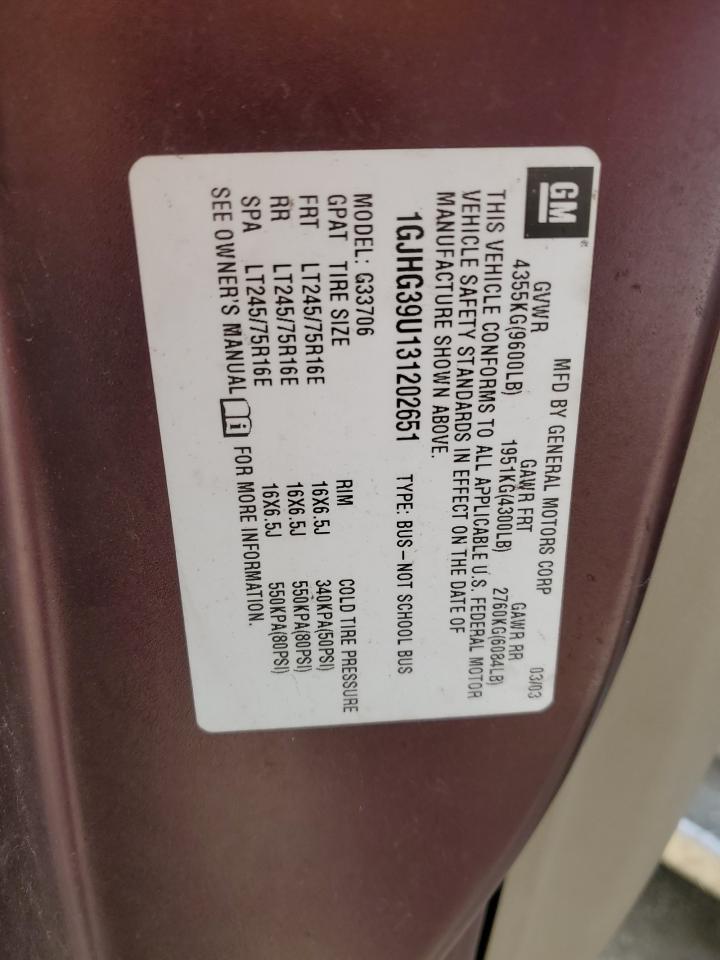 GM
MFD BY GENERAL MOTORS CORP 03/03
GVWR GAWR FRT GAWR RR
4355KG(9600LB) 1951KG(4300LB) 2760KG(6084LB)
THIS VEHICLE CONFORMS TO ALL APPLICABLE U.S. FEDERAL MOTOR
VEHICLE SAFETY STANDARDS IN EFFECT ON THE DATE OF
MANUFACTURE SHOWN ABOVE.
1GJHG39U131202651 TYPE: BUS-NOT SCHOOL BUS
MODEL: G33706
GPAT TIRE SIZE RIM COLD TIRE PRESSURE
FRT LT245/75R16E 16X6.5J 340KPA(50PSI)
RR LT245/75R16E 16X6.5J 550KPA(80PSI)
SPA LT245/75R16E 16X6.5J 550KPA(80PSI)
SEE OWNER'S MANUAL FOR MORE INFORMATION.